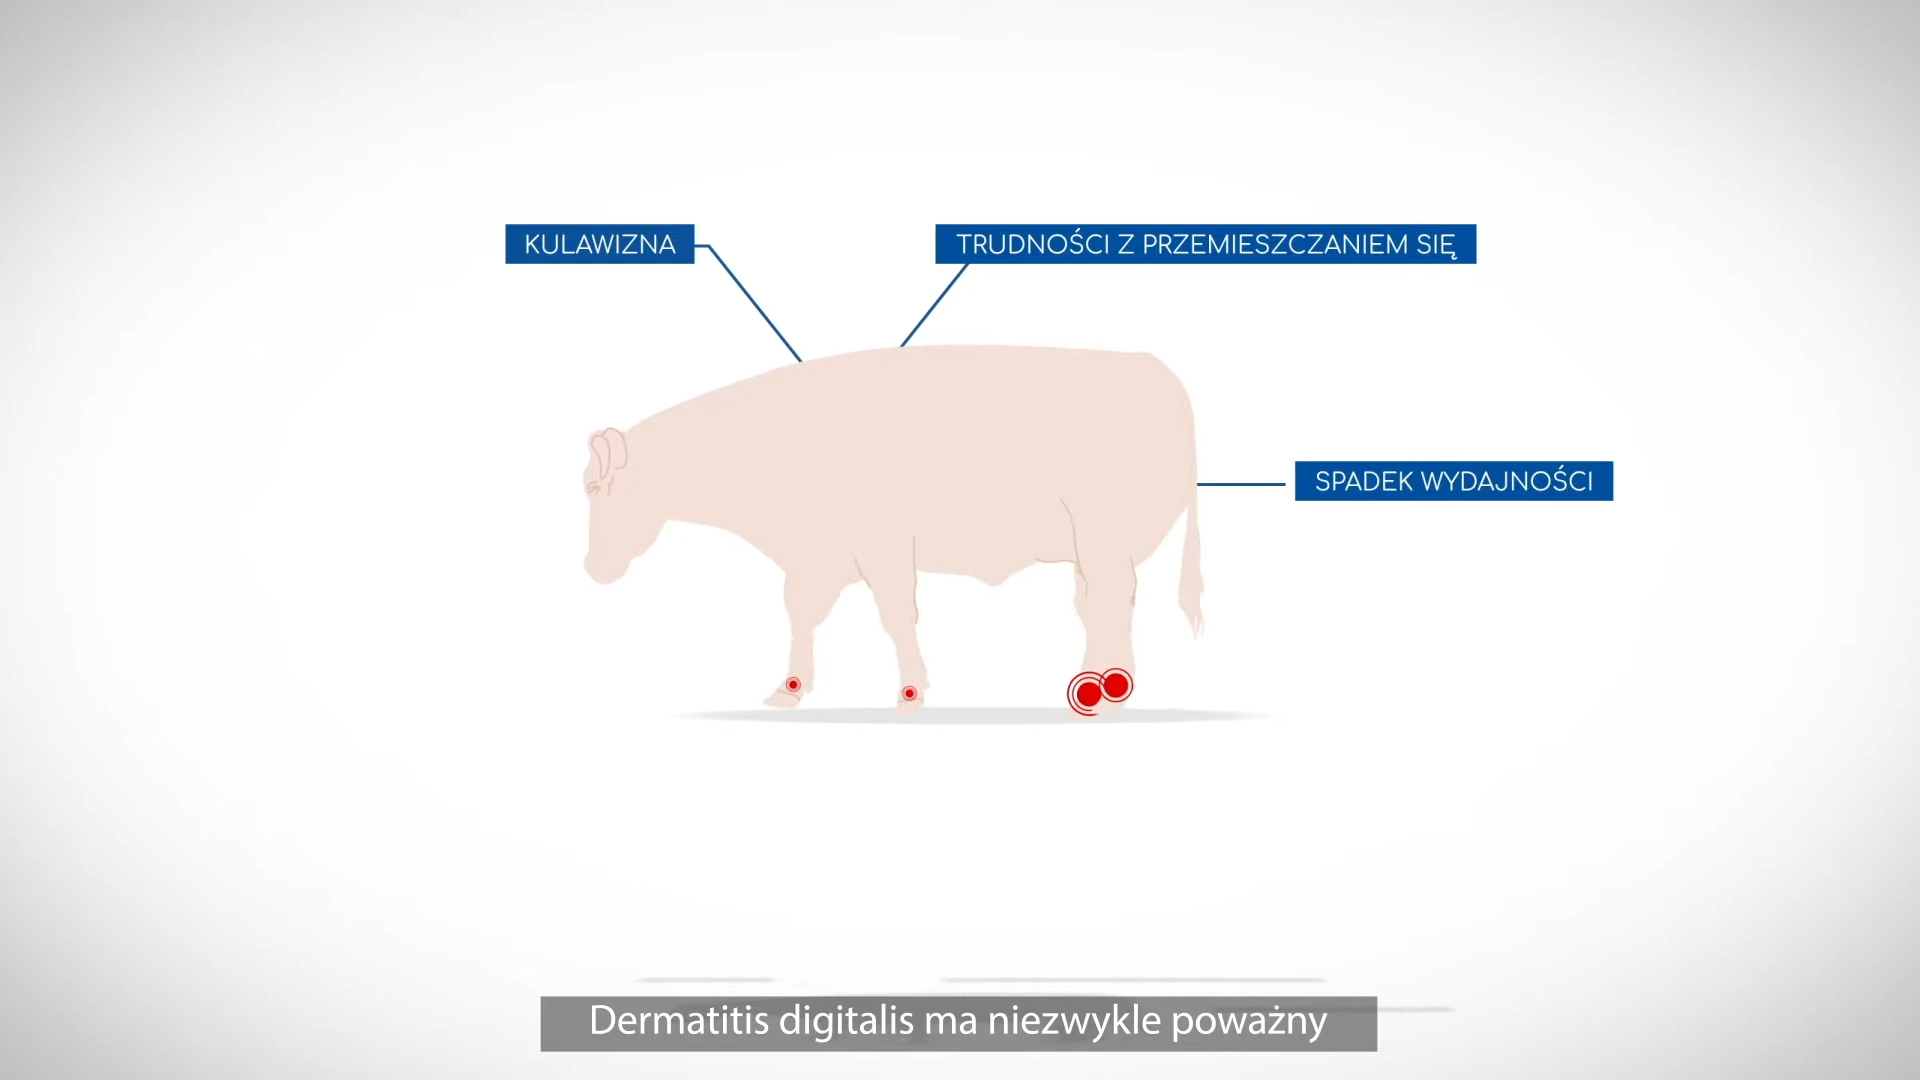 KULAWIZNA
TRUDNOŚCI Z PRZEMIESZCZANIEM SIĘ
SPADEK WYDAJNOŚCI
Dermatitis digitalis ma niezwykle poważny